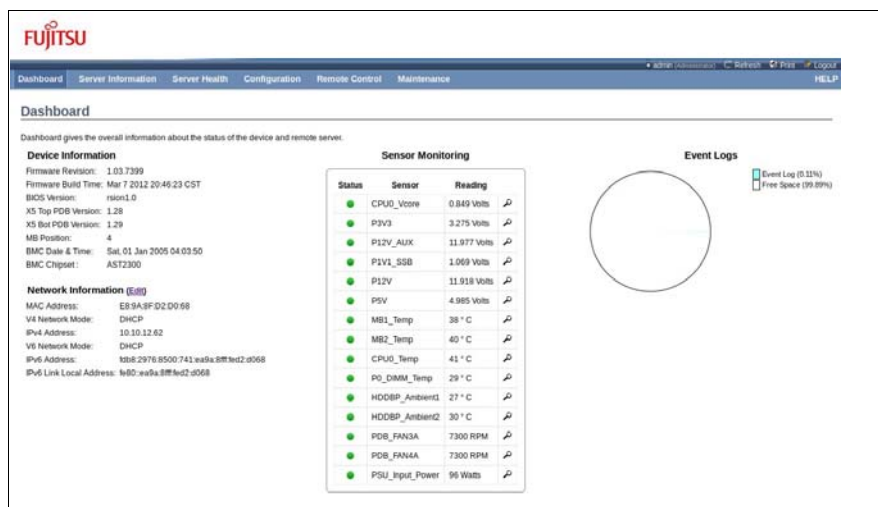 FUJITSU
admin (Administrator) Refresh Print Logout
Dashboard Server Information Server Health Configuration Remote Control Maintenance HELP
Dashboard
Dashboard gives the overall information about the status of the device and remote server.
Device Information
Firmware Revision: 1.03.7399
Firmware Build Time: Mar 7 2012 20:46:23 CST
BIOS Version: rsion1.0
X5 Top PDB Version: 1.28
X5 Bot PDB Version: 1.29
MB Position: 4
BMC Date & Time: Sat, 01 Jan 2005 04:03:50
BMC Chipset : AST2300
Network Information (Edit)
MAC Address: E8:9A:8F:D2:D0:68
V4 Network Mode: DHCP
IPv4 Address: 10.10.12.62
V6 Network Mode: DHCP
IPv6 Address: fdb8:2976:8500:741:ea9a:8fff:fed2:d068
IPv6 Link Local Address: fe80::ea9a:8fff:fed2:d068
Sensor Monitoring
Status Sensor Reading
CPU0_Vcore 0.849 Volts
P3V3 3.275 Volts
P12V_AUX 11.977 Volts
P1V1_SSB 1.069 Volts
P12V 11.918 Volts
P5V 4.985 Volts
MB1_Temp 38 ° C
MB2_Temp 40 ° C
CPU0_Temp 41 ° C
P0_DIMM_Temp 29 ° C
HDDBP_Ambient1 27 ° C
HDDBP_Ambient2 30 ° C
PDB_FAN3A 7300 RPM
PDB_FAN4A 7300 RPM
PSU_Input_Power 96 Watts
Event Logs
Event Log (0.11%)
Free Space (99.89%)